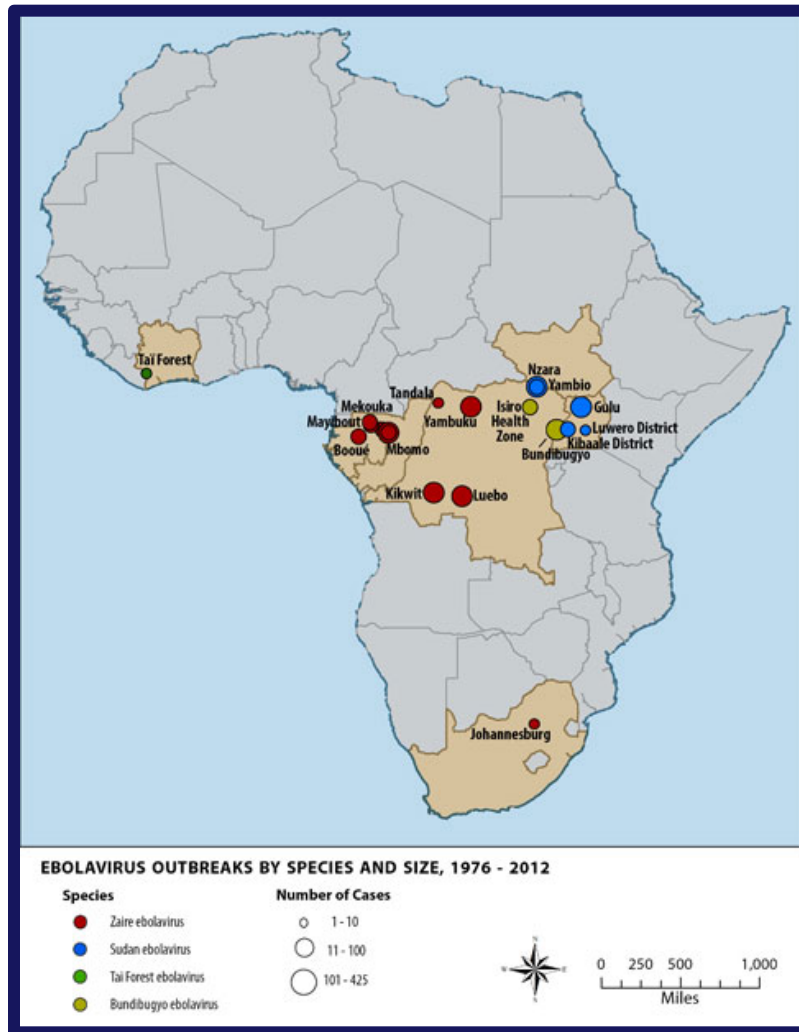 Taï Forest
Nzara
Yambio
Tandala
Mekouka
Mayibout
Yambuku
Isiro
Health
Zone
Gulu
Luwero District
Kibaale District
Bundibugyo
Booué
Mbomo
Kikwit
Luebo
Johannesburg
EBOLAVIRUS OUTBREAKS BY SPECIES AND SIZE, 1976 - 2012
Species
Zaire ebolavirus
Sudan ebolavirus
Tai Forest ebolavirus
Bundibugyo ebolavirus
Number of Cases
1 - 10
11 - 100
101 - 425
N
W
E
S
0 250 500 1,000
Miles